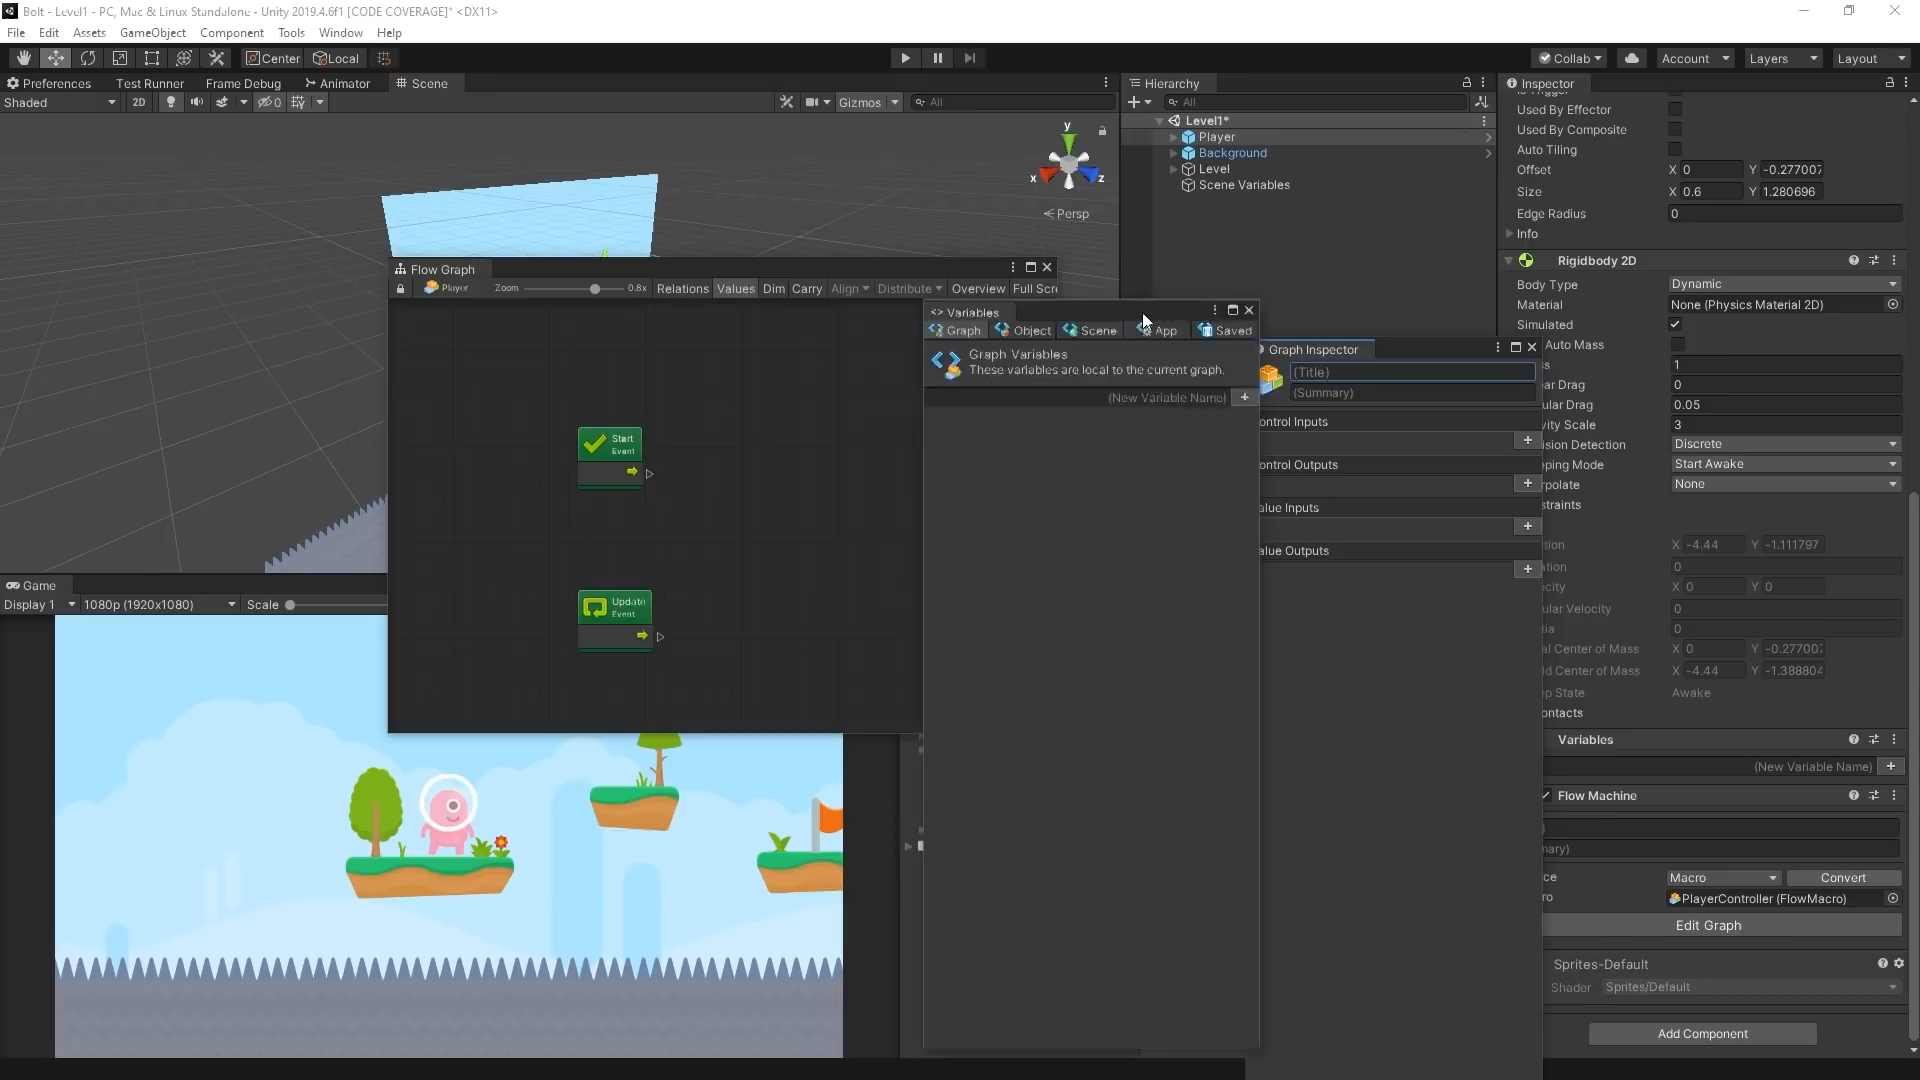 Bolt - Level1 - PC, Mac & Linux Standalone - Unity 2019.4.6f1 [CODE COVERAGE]* <DX11>
File Edit Assets GameObject Component Tools Window Help
Center Local Collab Account Layers Layout
Preferences Test Runner Frame Debug Animator Scene
Shaded 2D 0 Gizmos All
y
x
z
Persp
Hierarchy
All
Level1*
Player
Background
Level
Scene Variables
Flow Graph
Player Zoom 0.8x Relations Values Dim Carry Align Distribute Overview Full Scre
Start
Event
Update
Event
<> Variables
Graph Object Scene App Saved
Graph Variables
These variables are local to the current graph.
(New Variable Name) +
Graph Inspector
(Title)
(Summary)
ontrol Inputs
+
ontrol Outputs
+
alue Inputs
+
alue Outputs
+
Game
Display 1 1080p (1920x1080) Scale
Inspector
Used By Effector
Used By Composite
Auto Tiling
Offset X 0 Y -0.277007
Size X 0.6 Y 1.280696
Edge Radius 0
Info
Rigidbody 2D
Body Type Dynamic
Material None (Physics Material 2D)
Simulated
Auto Mass
s 1
ear Drag 0
ular Drag 0.05
vity Scale 3
ision Detection Discrete
ping Mode Start Awake
rpolate None
straints
ition X -4.44 Y -1.111797
ation 0
city X 0 Y 0
ular Velocity 0
tia 0
al Center of Mass X 0 Y -0.277007
ld Center of Mass X -4.44 Y -1.388804
p State Awake
ontacts
Variables
(New Variable Name) +
Flow Machine
)
nary)
ce Macro Convert
ro PlayerController (FlowMacro)
Edit Graph
Sprites-Default
Shader Sprites/Default
Add Component